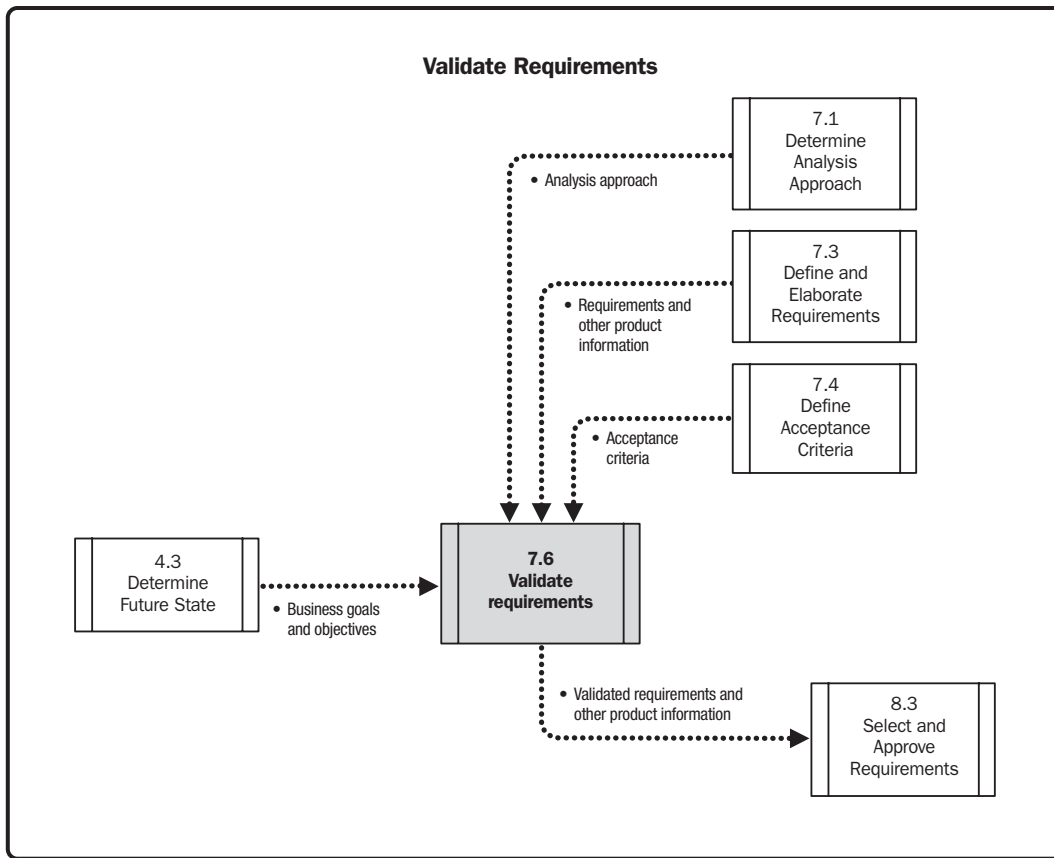 Validate Requirements
7.1
Determine
Analysis
Approach
• Analysis approach
7.3
Define and
Elaborate
Requirements
• Requirements and
other product
information
7.4
Define
Acceptance
Criteria
• Acceptance
criteria
4.3
Determine
Future State
• Business goals
and objectives
7.6
Validate
requirements
• Validated requirements and
other product information
8.3
Select and
Approve
Requirements